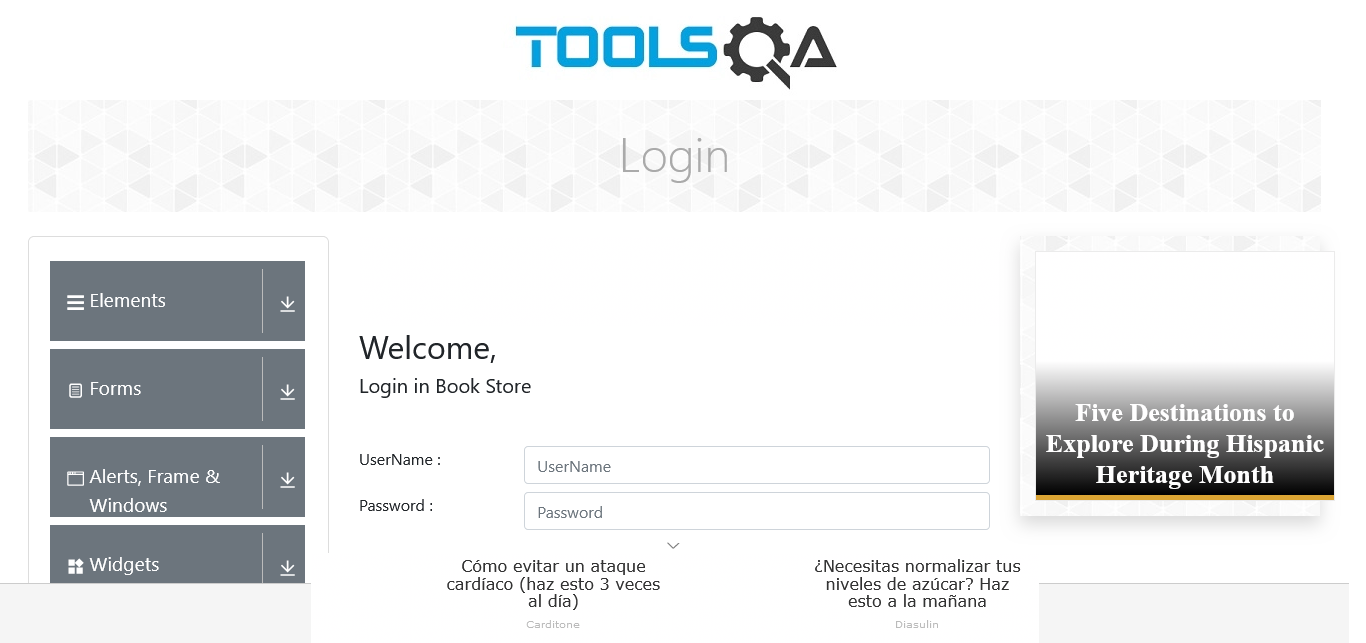 TOOLSQA
Login
Elements
Forms
Alerts, Frame &
Windows
Widgets
Welcome,
Login in Book Store
UserName :
UserName
Password :
Password
Five Destinations to
Explore During Hispanic
Heritage Month
Cómo evitar un ataque
cardíaco (haz esto 3 veces
al día)
Carditone
¿Necesitas normalizar tus
niveles de azúcar? Haz
esto a la mañana
Diasulin